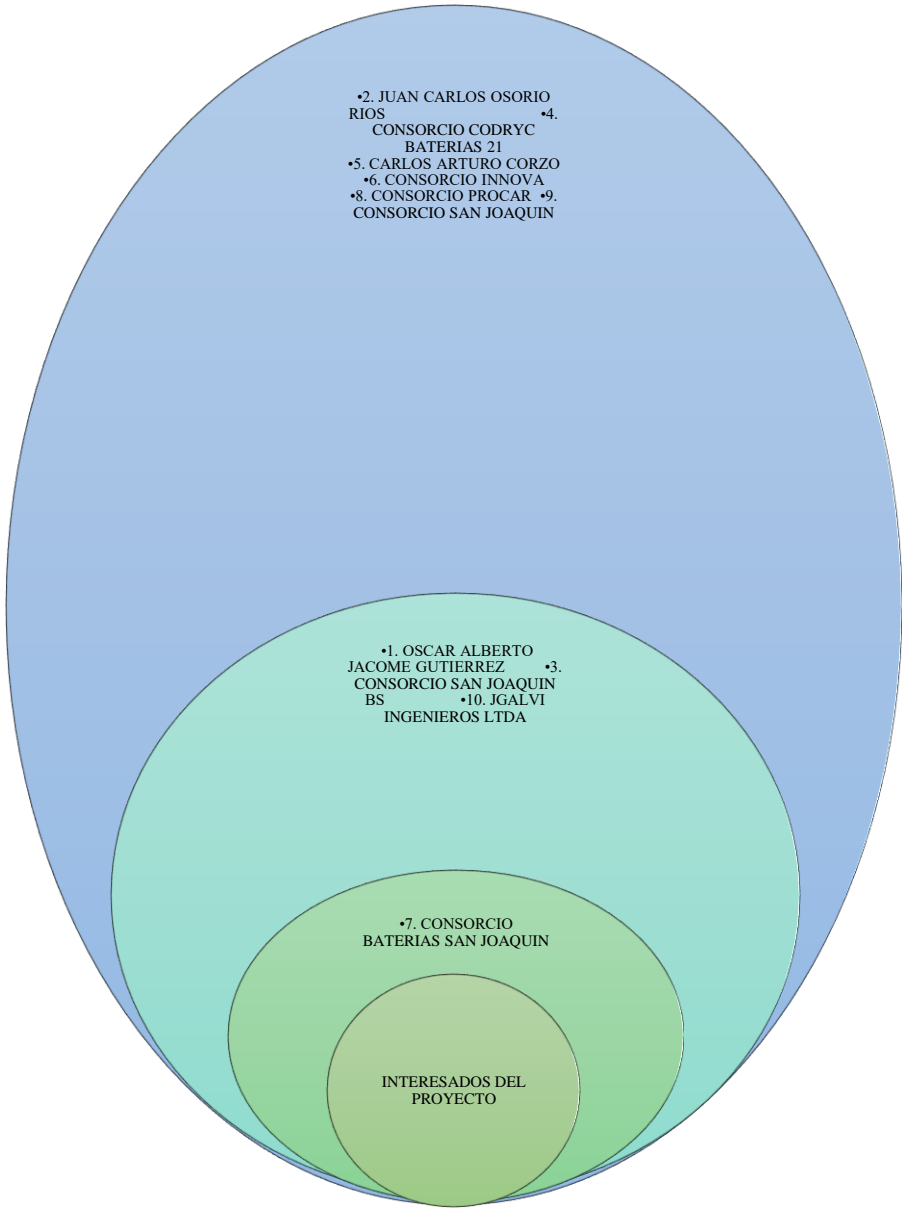 •2. JUAN CARLOS OSORIO
RIOS •4.
CONSORCIO CODRYC
BATERIAS 21
•5. CARLOS ARTURO CORZO
•6. CONSORCIO INNOVA
•8. CONSORCIO PROCAR •9.
CONSORCIO SAN JOAQUIN
•1. OSCAR ALBERTO
JACOME GUTIERREZ •3.
CONSORCIO SAN JOAQUIN
BS •10. JGALVI
INGENIEROS LTDA
•7. CONSORCIO
BATERIAS SAN JOAQUIN
INTERESADOS DEL
PROYECTO